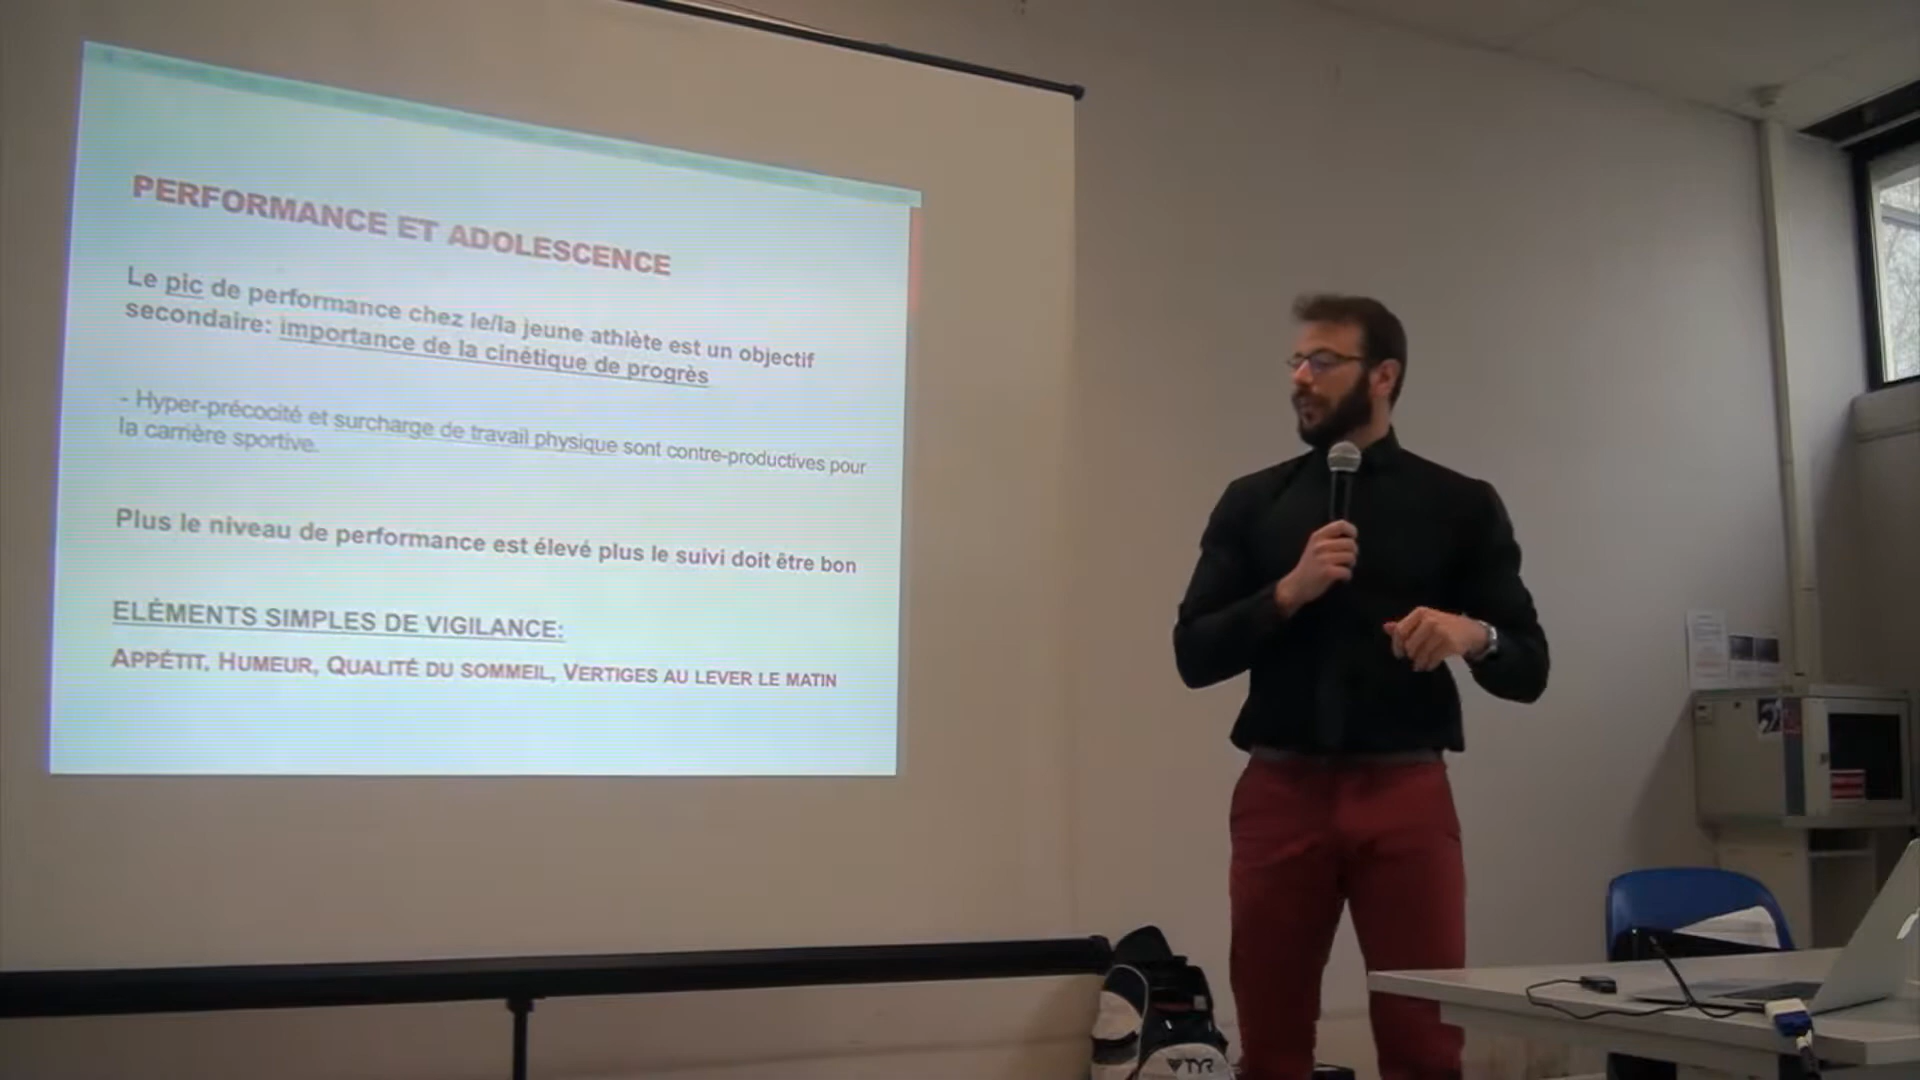 PERFORMANCE ET ADOLESCENCE
Le pic de performance chez le/la jeune athlète est un objectif
secondaire: importance de la cinétique de progrès
- Hyper-précocité et surcharge de travail physique sont contre-productives pour
la carrière sportive.
Plus le niveau de performance est élevé plus le suivi doit être bon
ELÉMENTS SIMPLES DE VIGILANCE:
APPÉTIT, HUMEUR, QUALITÉ DU SOMMEIL, VERTIGES AU LEVER LE MATIN
TYR